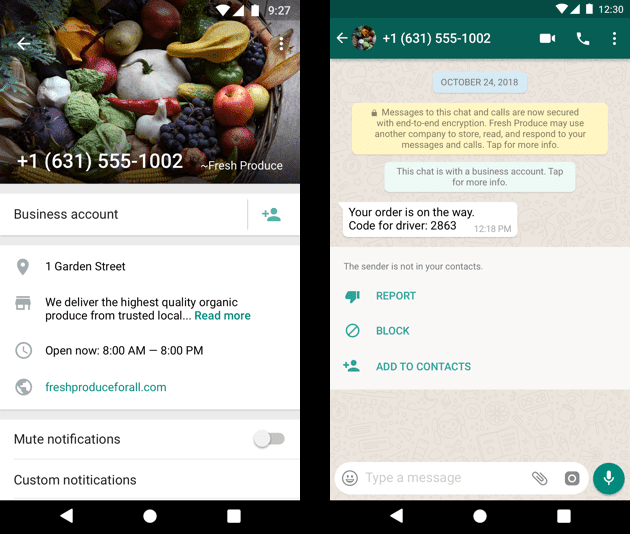 9:27
+1 (631) 555-1002
~Fresh Produce
Business account
1 Garden Street
We deliver the highest quality organic
produce from trusted local... Read more
Open now: 8:00 AM — 8:00 PM
freshproduceforall.com
Mute notifications
Custom notitications
12:30
+1 (631) 555-1002
OCTOBER 24, 2018
Messages to this chat and calls are now secured
with end-to-end encryption. Fresh Produce may use
another company to store, read, and respond to your
messages and calls. Tap for more info.
This chat is with a business account. Tap
for more info.
Your order is on the way.
Code for driver: 2863
12:18 PM
The sender is not in your contacts.
REPORT
BLOCK
ADD TO CONTACTS
Type a message